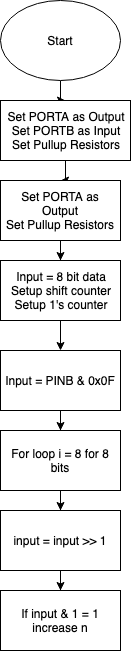 Start
Set PORTA as Output
Set PORTB as Input
Set Pullup Resistors
Set PORTA as
Output
Set Pullup Resistors
Input = 8 bit data
Setup shift counter
Setup 1's counter
Input = PINB & 0x0F
For loop i = 8 for 8
bits
input = input >> 1
If input & 1 = 1
increase n